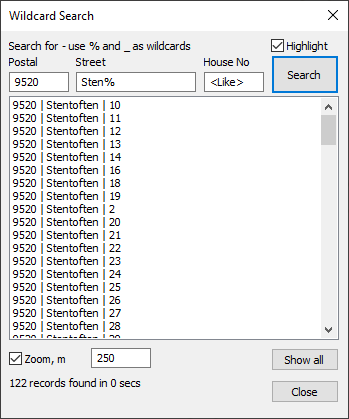 Wildcard Search
Search for - use % and _ as wildcards
Highlight
Postal Street House No
9520 Sten% <Like> Search
9520 | Stentoften | 10
9520 | Stentoften | 11
9520 | Stentoften | 12
9520 | Stentoften | 13
9520 | Stentoften | 14
9520 | Stentoften | 16
9520 | Stentoften | 18
9520 | Stentoften | 19
9520 | Stentoften | 2
9520 | Stentoften | 20
9520 | Stentoften | 21
9520 | Stentoften | 22
9520 | Stentoften | 23
9520 | Stentoften | 24
9520 | Stentoften | 25
9520 | Stentoften | 26
9520 | Stentoften | 27
9520 | Stentoften | 28
9520 | Stentoften | 29
Zoom, m 250 Show all
122 records found in 0 secs
Close